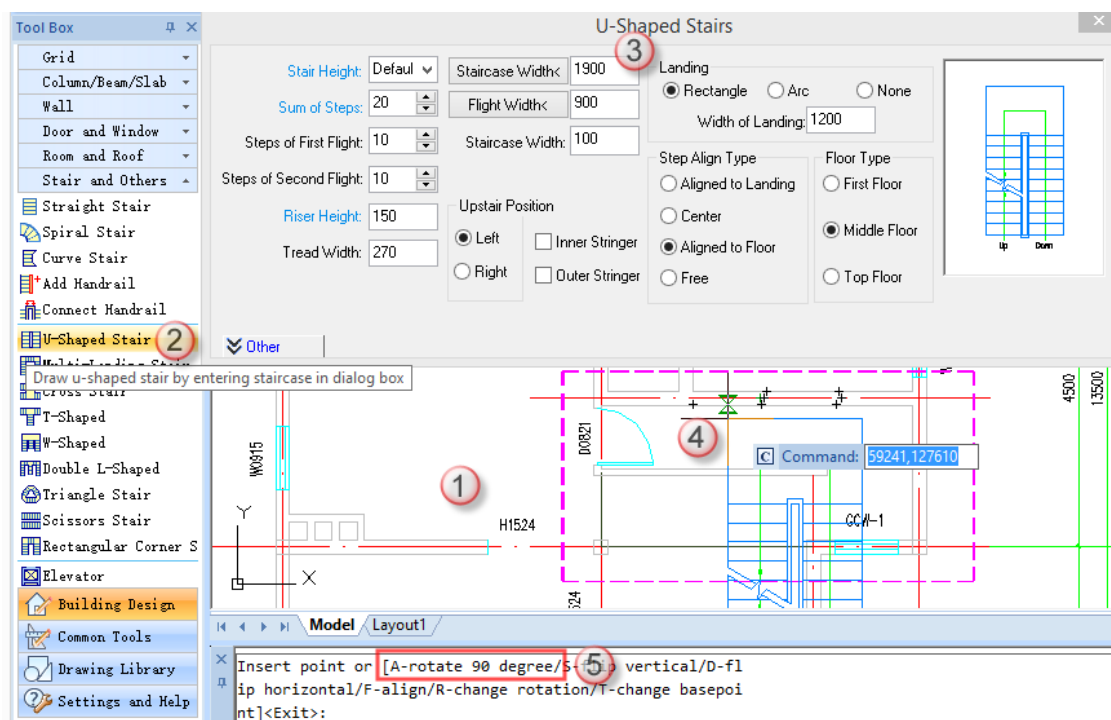 Tool Box
U-Shaped Stairs
Grid
Column/Beam/Slab
Wall
Door and Window
Room and Roof
Stair and Others
Straight Stair
Spiral Stair
Curve Stair
Add Handrail
Connect Handrail
U-Shaped Stair
2
Draw u-shaped stair by entering staircase in dialog box
Cross Stair
T-Shaped
W-Shaped
Double L-Shaped
Triangle Stair
Scissors Stair
Rectangular Corner S
Elevator
Building Design
Common Tools
Drawing Library
Settings and Help
3
Stair Height: Defaul
Sum of Steps: 20
Steps of First Flight: 10
Steps of Second Flight: 10
Riser Height: 150
Tread Width: 270
Staircase Width< 1900
Flight Width< 900
Staircase Width: 100
Upstair Position
Left
Right
Inner Stringer
Outer Stringer
Landing
Rectangle Arc None
Width of Landing: 1200
Step Align Type
Aligned to Landing
Center
Aligned to Floor
Free
Floor Type
First Floor
Middle Floor
Top Floor
Up Down
Other
4500
13500
W0915
D0821
1
4
C Command: 59241,127610
H1524
GCW-1
Y
X
524
Model Layout1
Insert point or [A-rotate 90 degree/S-flip vertical/D-fl
5
ip horizontal/F-align/R-change rotation/T-change basepoi
nt]<Exit>: